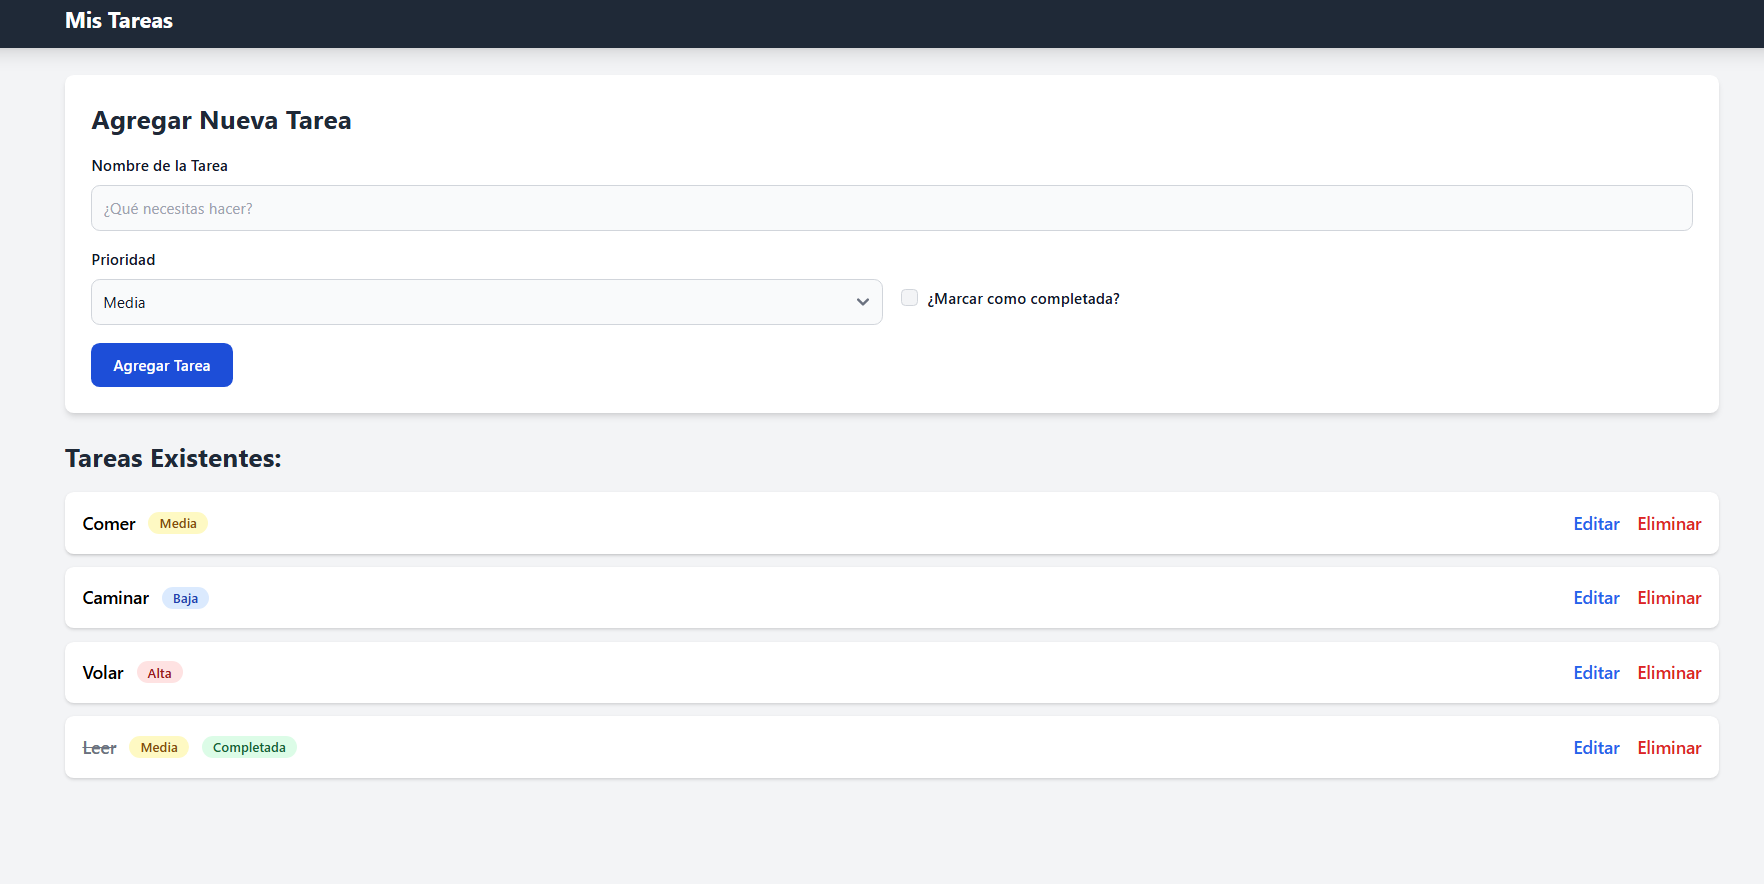 Mis Tareas
Agregar Nueva Tarea
Nombre de la Tarea
¿Qué necesitas hacer?
Prioridad
Media
¿Marcar como completada?
Agregar Tarea
Tareas Existentes:
Comer Media Editar Eliminar
Caminar Baja Editar Eliminar
Volar Alta Editar Eliminar
Leer Media Completada Editar Eliminar